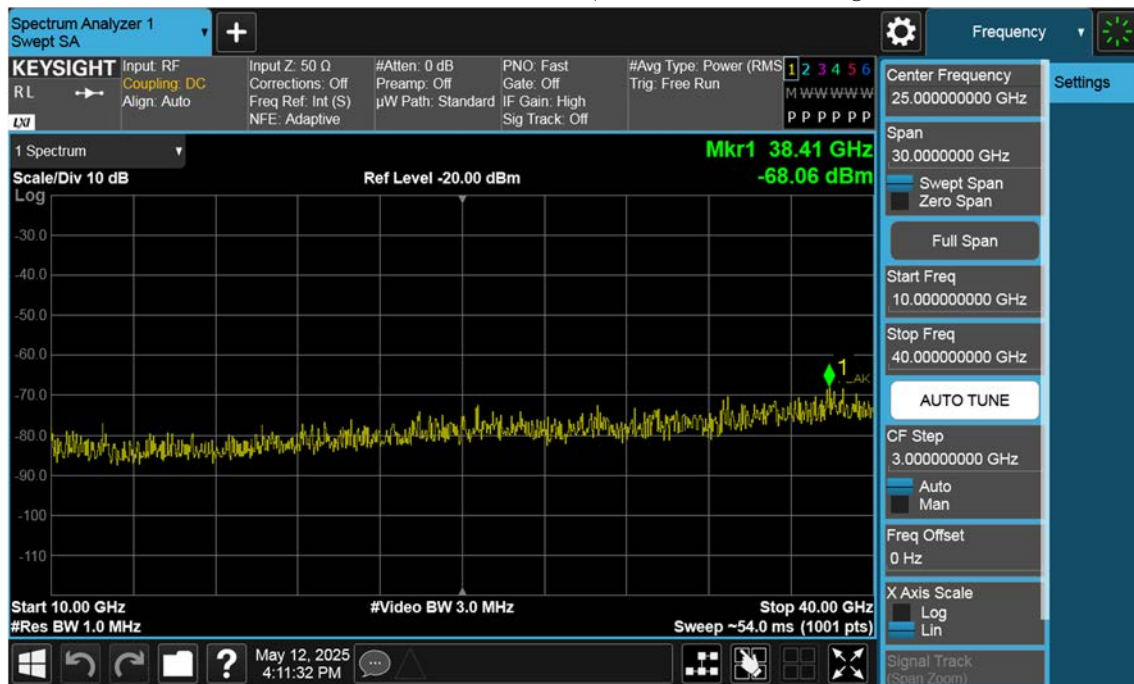 Spectrum Analyzer 1
Swept SA
+
Frequency
KEYSIGHT
R L
LXI
Input: RF
Coupling: DC
Align: Auto
Input Z: 50 Ω
Corrections: Off
Freq Ref: Int (S)
NFE: Adaptive
#Atten: 0 dB
Preamp: Off
µW Path: Standard
PNO: Fast
Gate: Off
IF Gain: High
Sig Track: Off
#Avg Type: Power (RMS
Trig: Free Run
1 2 3 4 5 6
M W W W W W
P P P P P P
Center Frequency
25.000000000 GHz
Settings
1 Spectrum
Mkr1 38.41 GHz
Scale/Div 10 dB
Ref Level -20.00 dBm
-68.06 dBm
Log
-30.0
-40.0
-50.0
-60.0
-70.0
-80.0
-90.0
-100
-110
1
Span
30.0000000 GHz
Swept Span
Zero Span
Full Span
Start Freq
10.000000000 GHz
Stop Freq
40.000000000 GHz
AUTO TUNE
CF Step
3.000000000 GHz
Auto
Man
Freq Offset
0 Hz
X Axis Scale
Log
Lin
Signal Track
(Span Zoom)
Start 10.00 GHz
#Video BW 3.0 MHz
Stop 40.00 GHz
#Res BW 1.0 MHz
Sweep ~54.0 ms (1001 pts)
?
May 12, 2025
4:11:32 PM